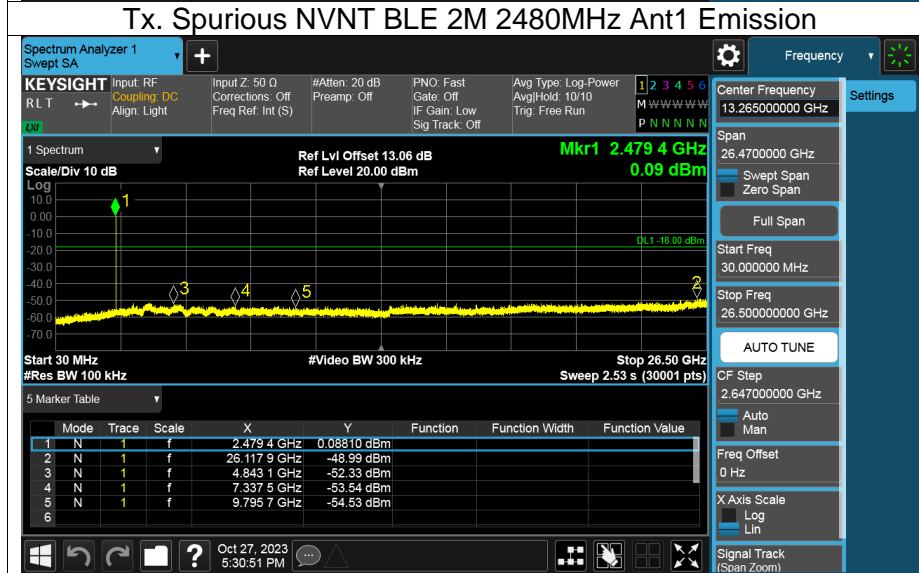 Tx. Spurious NVNT BLE 2M 2480MHz Ant1 Emission
Spectrum Analyzer 1
Swept SA
+
Frequency
KEYSIGHT
RLT
LXI
Input: RF
Coupling: DC
Align: Light
Input Z: 50 Ω
Corrections: Off
Freq Ref: Int (S)
#Atten: 20 dB
Preamp: Off
PNO: Fast
Gate: Off
IF Gain: Low
Sig Track: Off
Avg Type: Log-Power
Avg|Hold: 10/10
Trig: Free Run
1 2 3 4 5 6
M W W W W W
P N N N N N
1 Spectrum
Scale/Div 10 dB
Ref Lvl Offset 13.06 dB
Ref Level 20.00 dBm
Mkr1 2.479 4 GHz
0.09 dBm
Log
10.0
0.00
-10.0
-20.0
-30.0
-40.0
-50.0
-60.0
-70.0
1
DL1 -18.00 dBm
2
3
4
5
Start 30 MHz
#Res BW 100 kHz
#Video BW 300 kHz
Stop 26.50 GHz
Sweep 2.53 s (30001 pts)
5 Marker Table
Mode Trace Scale X Y Function Function Width Function Value
1 N 1 f 2.479 4 GHz 0.08810 dBm
2 N 1 f 26.117 9 GHz -48.99 dBm
3 N 1 f 4.843 1 GHz -52.33 dBm
4 N 1 f 7.337 5 GHz -53.54 dBm
5 N 1 f 9.795 7 GHz -54.53 dBm
6
?
Oct 27, 2023
5:30:51 PM
Center Frequency
13.265000000 GHz
Settings
Span
26.4700000 GHz
Swept Span
Zero Span
Full Span
Start Freq
30.000000 MHz
Stop Freq
26.500000000 GHz
AUTO TUNE
CF Step
2.647000000 GHz
Auto
Man
Freq Offset
0 Hz
X Axis Scale
Log
Lin
Signal Track
(Span Zoom)